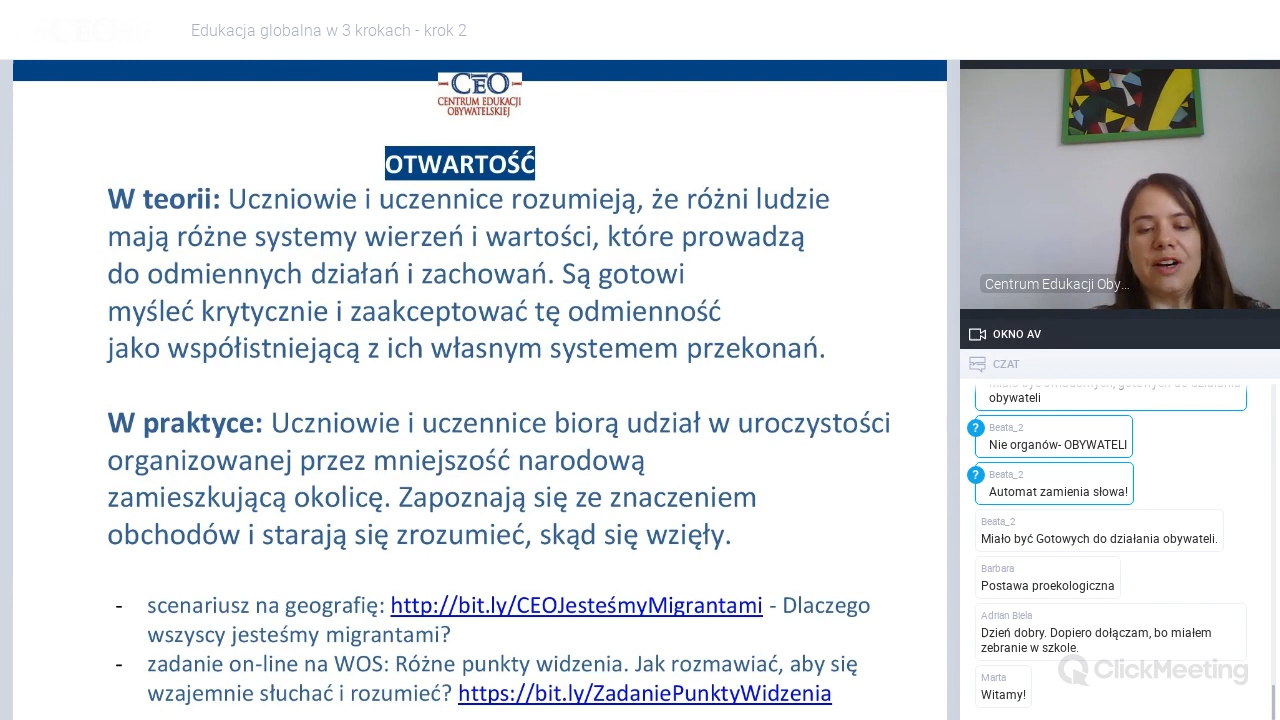 Edukacja globalna w 3 krokach - krok 2
CEO
CENTRUM EDUKACJI
OBYWATELSKIEJ
OTWARTOŚĆ
W teorii: Uczniowie i uczennice rozumieją, że różni ludzie
mają różne systemy wierzeń i wartości, które prowadzą
do odmiennych działań i zachowań. Są gotowi
myśleć krytycznie i zaakceptować tę odmienność
jako współistniejącą z ich własnym systemem przekonań.
W praktyce: Uczniowie i uczennice biorą udział w uroczystości
organizowanej przez mniejszość narodową
zamieszkującą okolicę. Zapoznają się ze znaczeniem
obchodów i starają się zrozumieć, skąd się wzięły.
- scenariusz na geografię: http://bit.ly/CEOJesteśmyMigrantami - Dlaczego
wszyscy jesteśmy migrantami?
- zadanie on-line na WOS: Różne punkty widzenia. Jak rozmawiać, aby się
wzajemnie słuchać i rozumieć? https://bit.ly/ZadaniePunktyWidzenia
Centrum Edukacji Oby...
OKNO AV
CZAT
obywateli
Beata_2
Nie organów- OBYWATELI
Beata_2
Automat zamienia słowa!
Beata_2
Miało być Gotowych do działania obywateli.
Barbara
Postawa proekologiczna
Adrian Biela
Dzień dobry. Dopiero dołączam, bo miałem
zebranie w szkole.
Marta
Witamy!
ClickMeeting